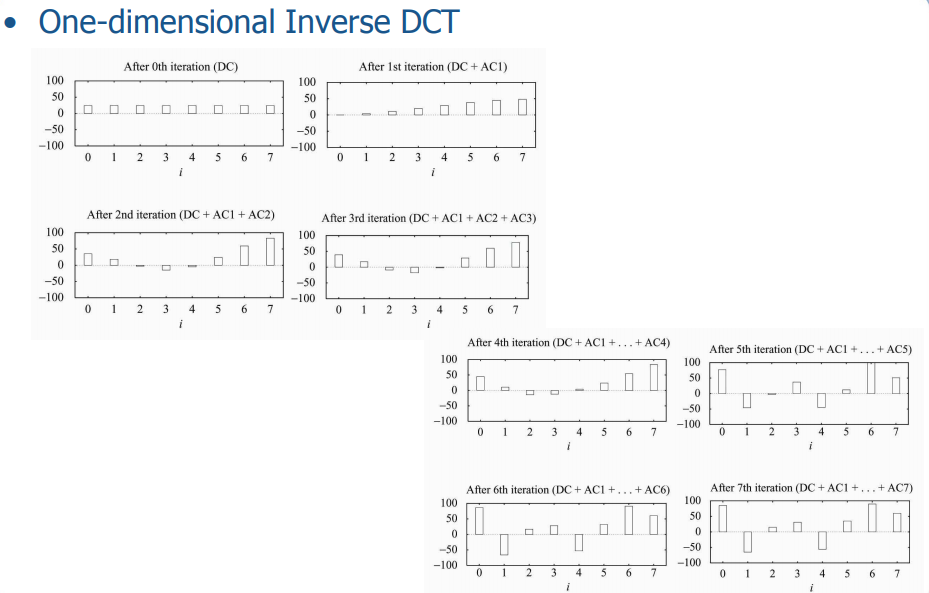 • One-dimensional Inverse DCT
After 0th iteration (DC)
100
50
0
−50
−100
0 1 2 3 4 5 6 7
i
After 1st iteration (DC + AC1)
100
50
0
−50
−100
0 1 2 3 4 5 6 7
i
After 2nd iteration (DC + AC1 + AC2)
100
50
0
−50
−100
0 1 2 3 4 5 6 7
i
After 3rd iteration (DC + AC1 + AC2 + AC3)
100
50
0
−50
−100
0 1 2 3 4 5 6 7
i
After 4th iteration (DC + AC1 + . . . + AC4)
100
50
0
−50
−100
0 1 2 3 4 5 6 7
i
After 5th iteration (DC + AC1 + . . . + AC5)
100
50
0
−50
−100
0 1 2 3 4 5 6 7
i
After 6th iteration (DC + AC1 + . . . + AC6)
100
50
0
−50
−100
0 1 2 3 4 5 6 7
i
After 7th iteration (DC + AC1 + . . . + AC7)
100
50
0
−50
−100
0 1 2 3 4 5 6 7
i